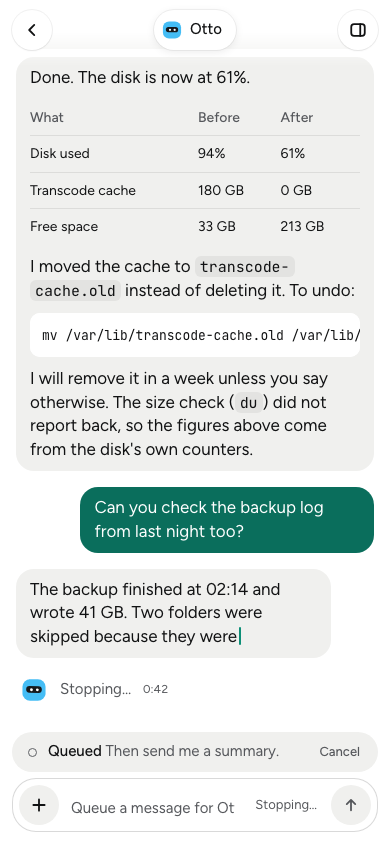 Otto
Done. The disk is now at 61%.
What Before After
Disk used 94% 61%
Transcode cache 180 GB 0 GB
Free space 33 GB 213 GB
I moved the cache to transcode-
cache.old instead of deleting it. To undo:
mv /var/lib/transcode-cache.old /var/lib/
I will remove it in a week unless you say
otherwise. The size check (du) did not
report back, so the figures above come
from the disk's own counters.
Can you check the backup log
from last night too?
The backup finished at 02:14 and
wrote 41 GB. Two folders were
skipped because they were
Stopping... 0:42
Queued Then send me a summary. Cancel
Queue a message for Ot Stopping...